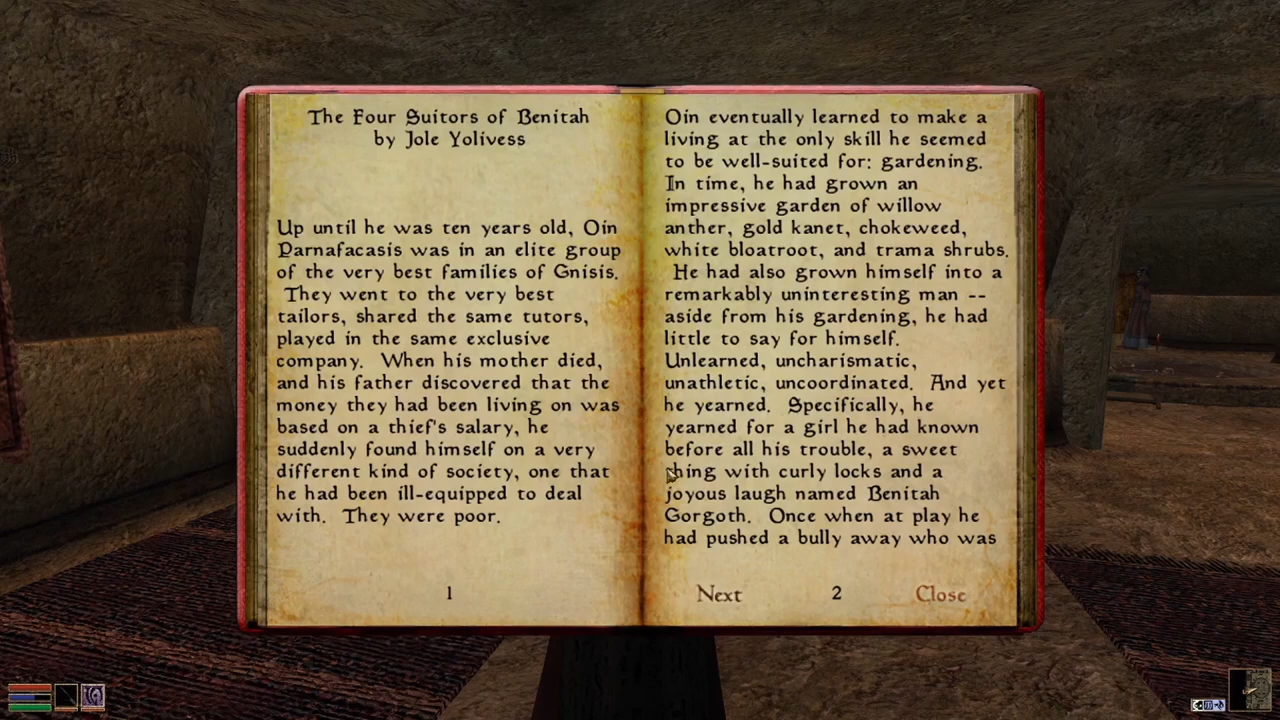 The Four Suitors of Benitah
by Jole Yolivess
Up until he was ten years old, Oin
Parnafacasis was in an elite group
of the very best families of Gnisis.
They went to the very best
tailors, shared the same tutors,
played in the same exclusive
company. When his mother died,
and his father discovered that the
money they had been living on was
based on a thief's salary, he
suddenly found himself on a very
different kind of society, one that
he had been ill-equipped to deal
with. They were poor.
1
Oin eventually learned to make a
living at the only skill he seemed
to be well-suited for: gardening.
In time, he had grown an
impressive garden of willow
anther, gold kanet, chokeweed,
white bloatroot, and trama shrubs.
He had also grown himself into a
remarkably uninteresting man --
aside from his gardening, he had
little to say for himself.
Unlearned, uncharismatic,
unathletic, uncoordinated. And yet
he yearned. Specifically, he
yearned for a girl he had known
before all his trouble, a sweet
thing with curly locks and a
joyous laugh named Benitah
Gorgoth. Once when at play he
had pushed a bully away who was
Next 2 Close